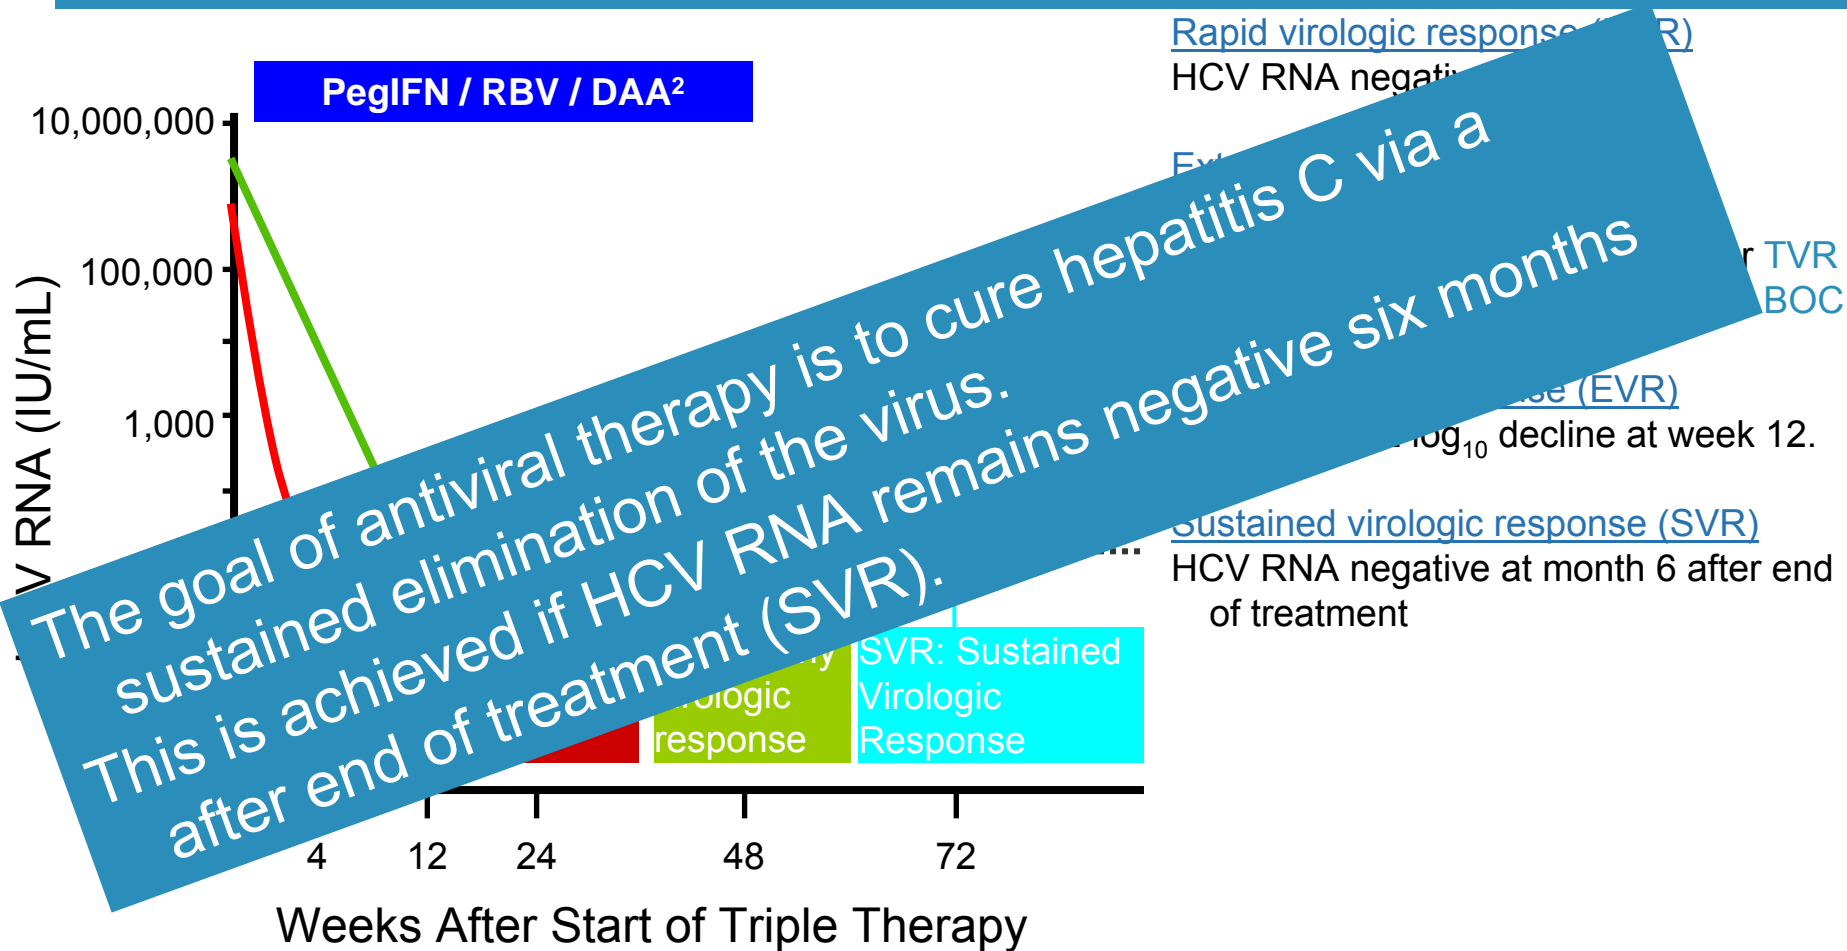 PegIFN / RBV / DAA²
10,000,000
100,000
1,000
V RNA (IU/mL)
The goal of antiviral therapy is to cure hepatitis C via a
sustained elimination of the virus.
This is achieved if HCV RNA remains negative six months
after end of treatment (SVR).
response
SVR: Sustained
Virologic
Response
4 12 24 48 72
Weeks After Start of Triple Therapy
Rapid virologic response
HCV RNA
TVR
BOC
(EVR)
decline at week 12.
Sustained virologic response (SVR)
HCV RNA negative at month 6 after end
of treatment